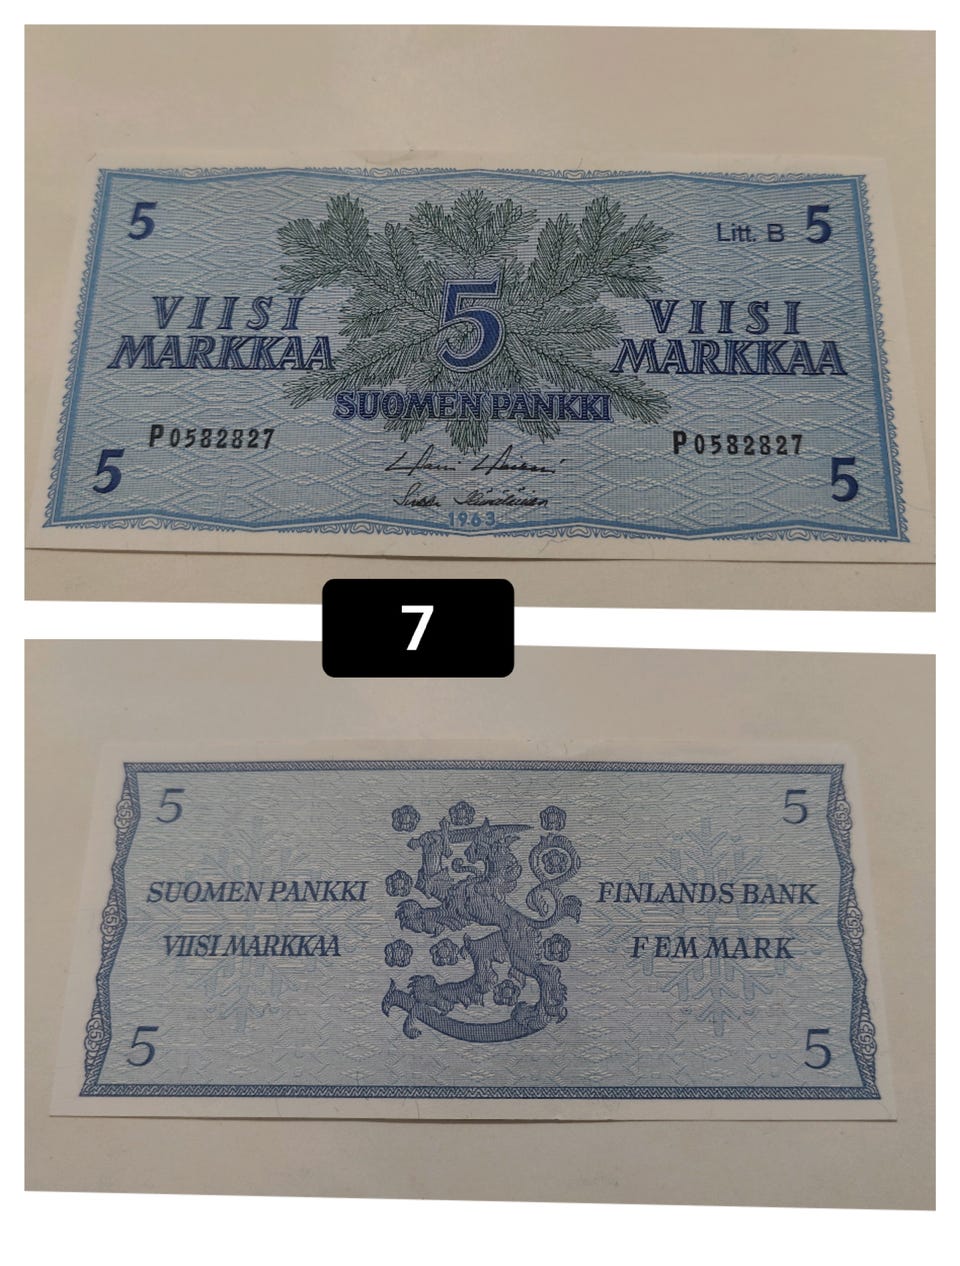 5 Litt. B 5
VIISI MARKKAA
5
VIISI MARKKAA
SUOMEN PANKKI
P0582827 P0582827
5 5
1963
7
5 5
SUOMEN PANKKI FINLANDS BANK
VIISI MARKKAA FEM MARK
5 5